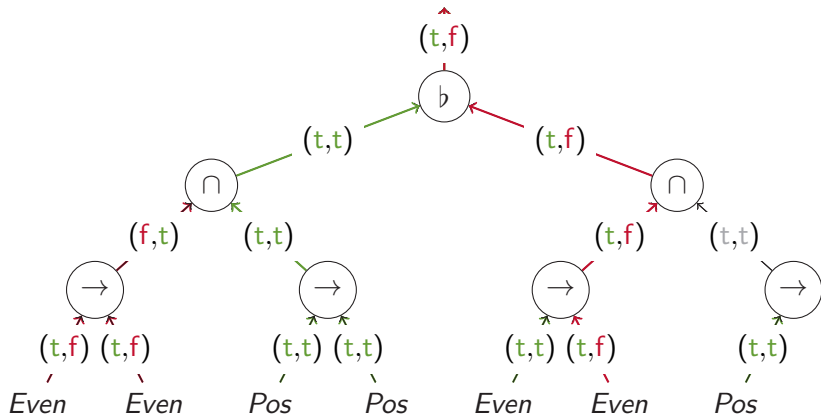 (t,f)
♭
(t,t) (t,f)
∩ ∩
(f,t) (t,t) (t,f) (t,t)
→ → → →
(t,f) (t,f) (t,t) (t,t) (t,t) (t,f) (t,t)
Even Even Pos Pos Even Even Pos